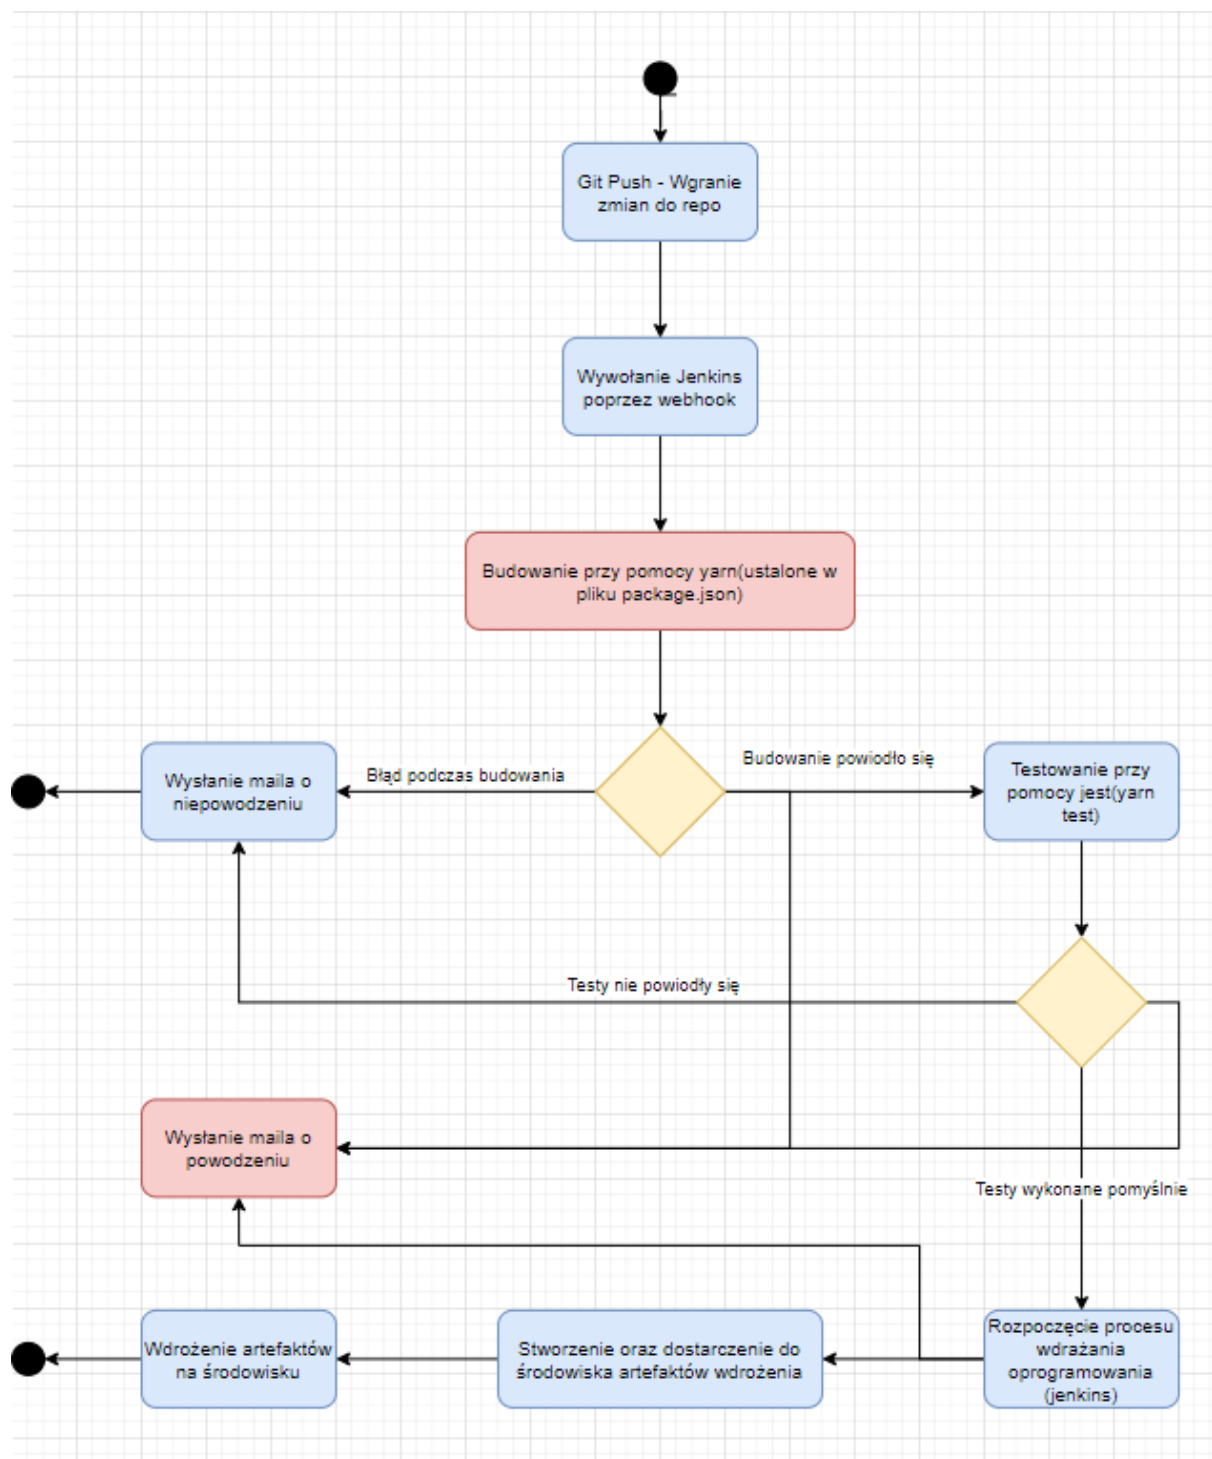 Git Push - Wgranie
zmian do repo
Wywołanie Jenkins
poprzez webhook
Budowanie przy pomocy yarn(ustalone w
pliku package.json)
Wysłanie maila o
niepowodzeniu
Błąd podczas budowania
Budowanie powiodło się
Testowanie przy
pomocy jest(yarn
test)
Testy nie powiodły się
Wysłanie maila o
powodzeniu
Testy wykonane pomyślnie
Wdrożenie artefaktów
na środowisku
Stworzenie oraz dostarczenie do
środowiska artefaktów wdrożenia
Rozpoczęcie procesu
wdrażania
oprogramowania
(jenkins)